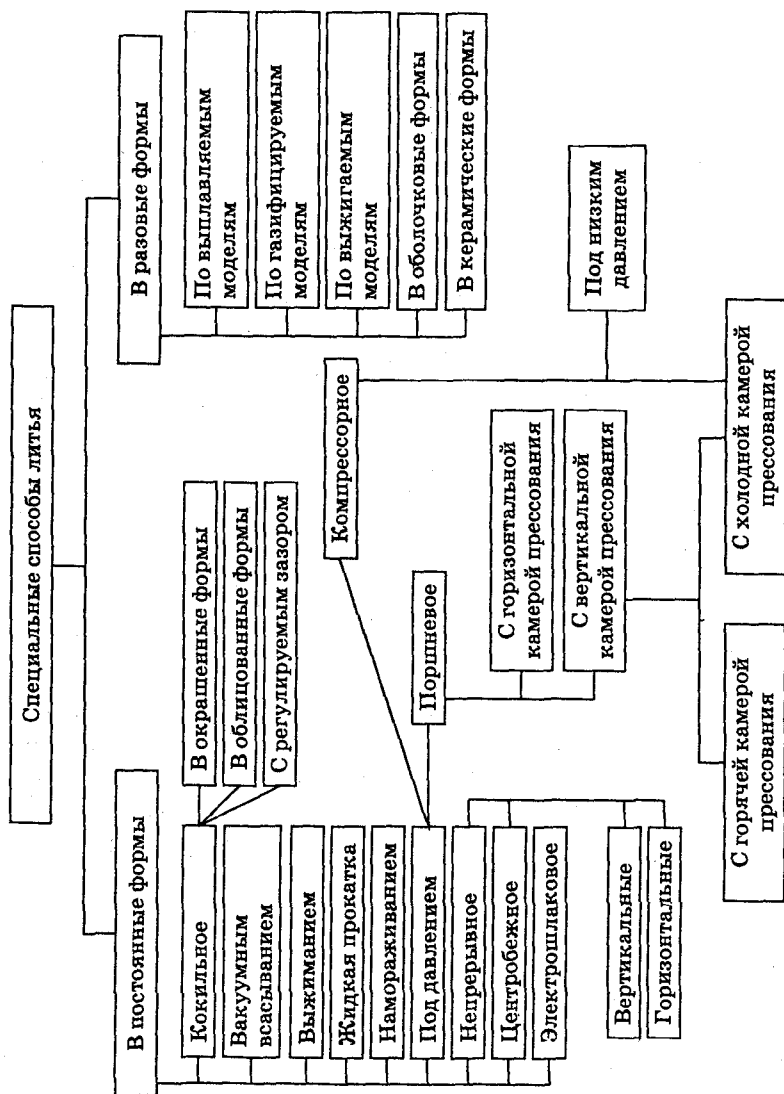 Специальные способы литья
В постоянные формы
В разовые формы
Кокильное
Вакуумным
всасыванием
Выжиманием
Жидкая прокатка
Намораживанием
Под давлением
Непрерывное
Центробежное
Электрошлаковое
Вертикальные
Горизонтальные
В окрашенные формы
В облицованные формы
С регулируемым зазором
Поршневое
Компрессорное
С горизонтальной
камерой прессования
С вертикальной
камерой прессования
С горячей камерой
прессования
С холодной камерой
прессования
Под низким
давлением
По выплавляемым
моделям
По газифицируемым
моделям
По выжигаемым
моделям
В оболочковые формы
В керамические формы